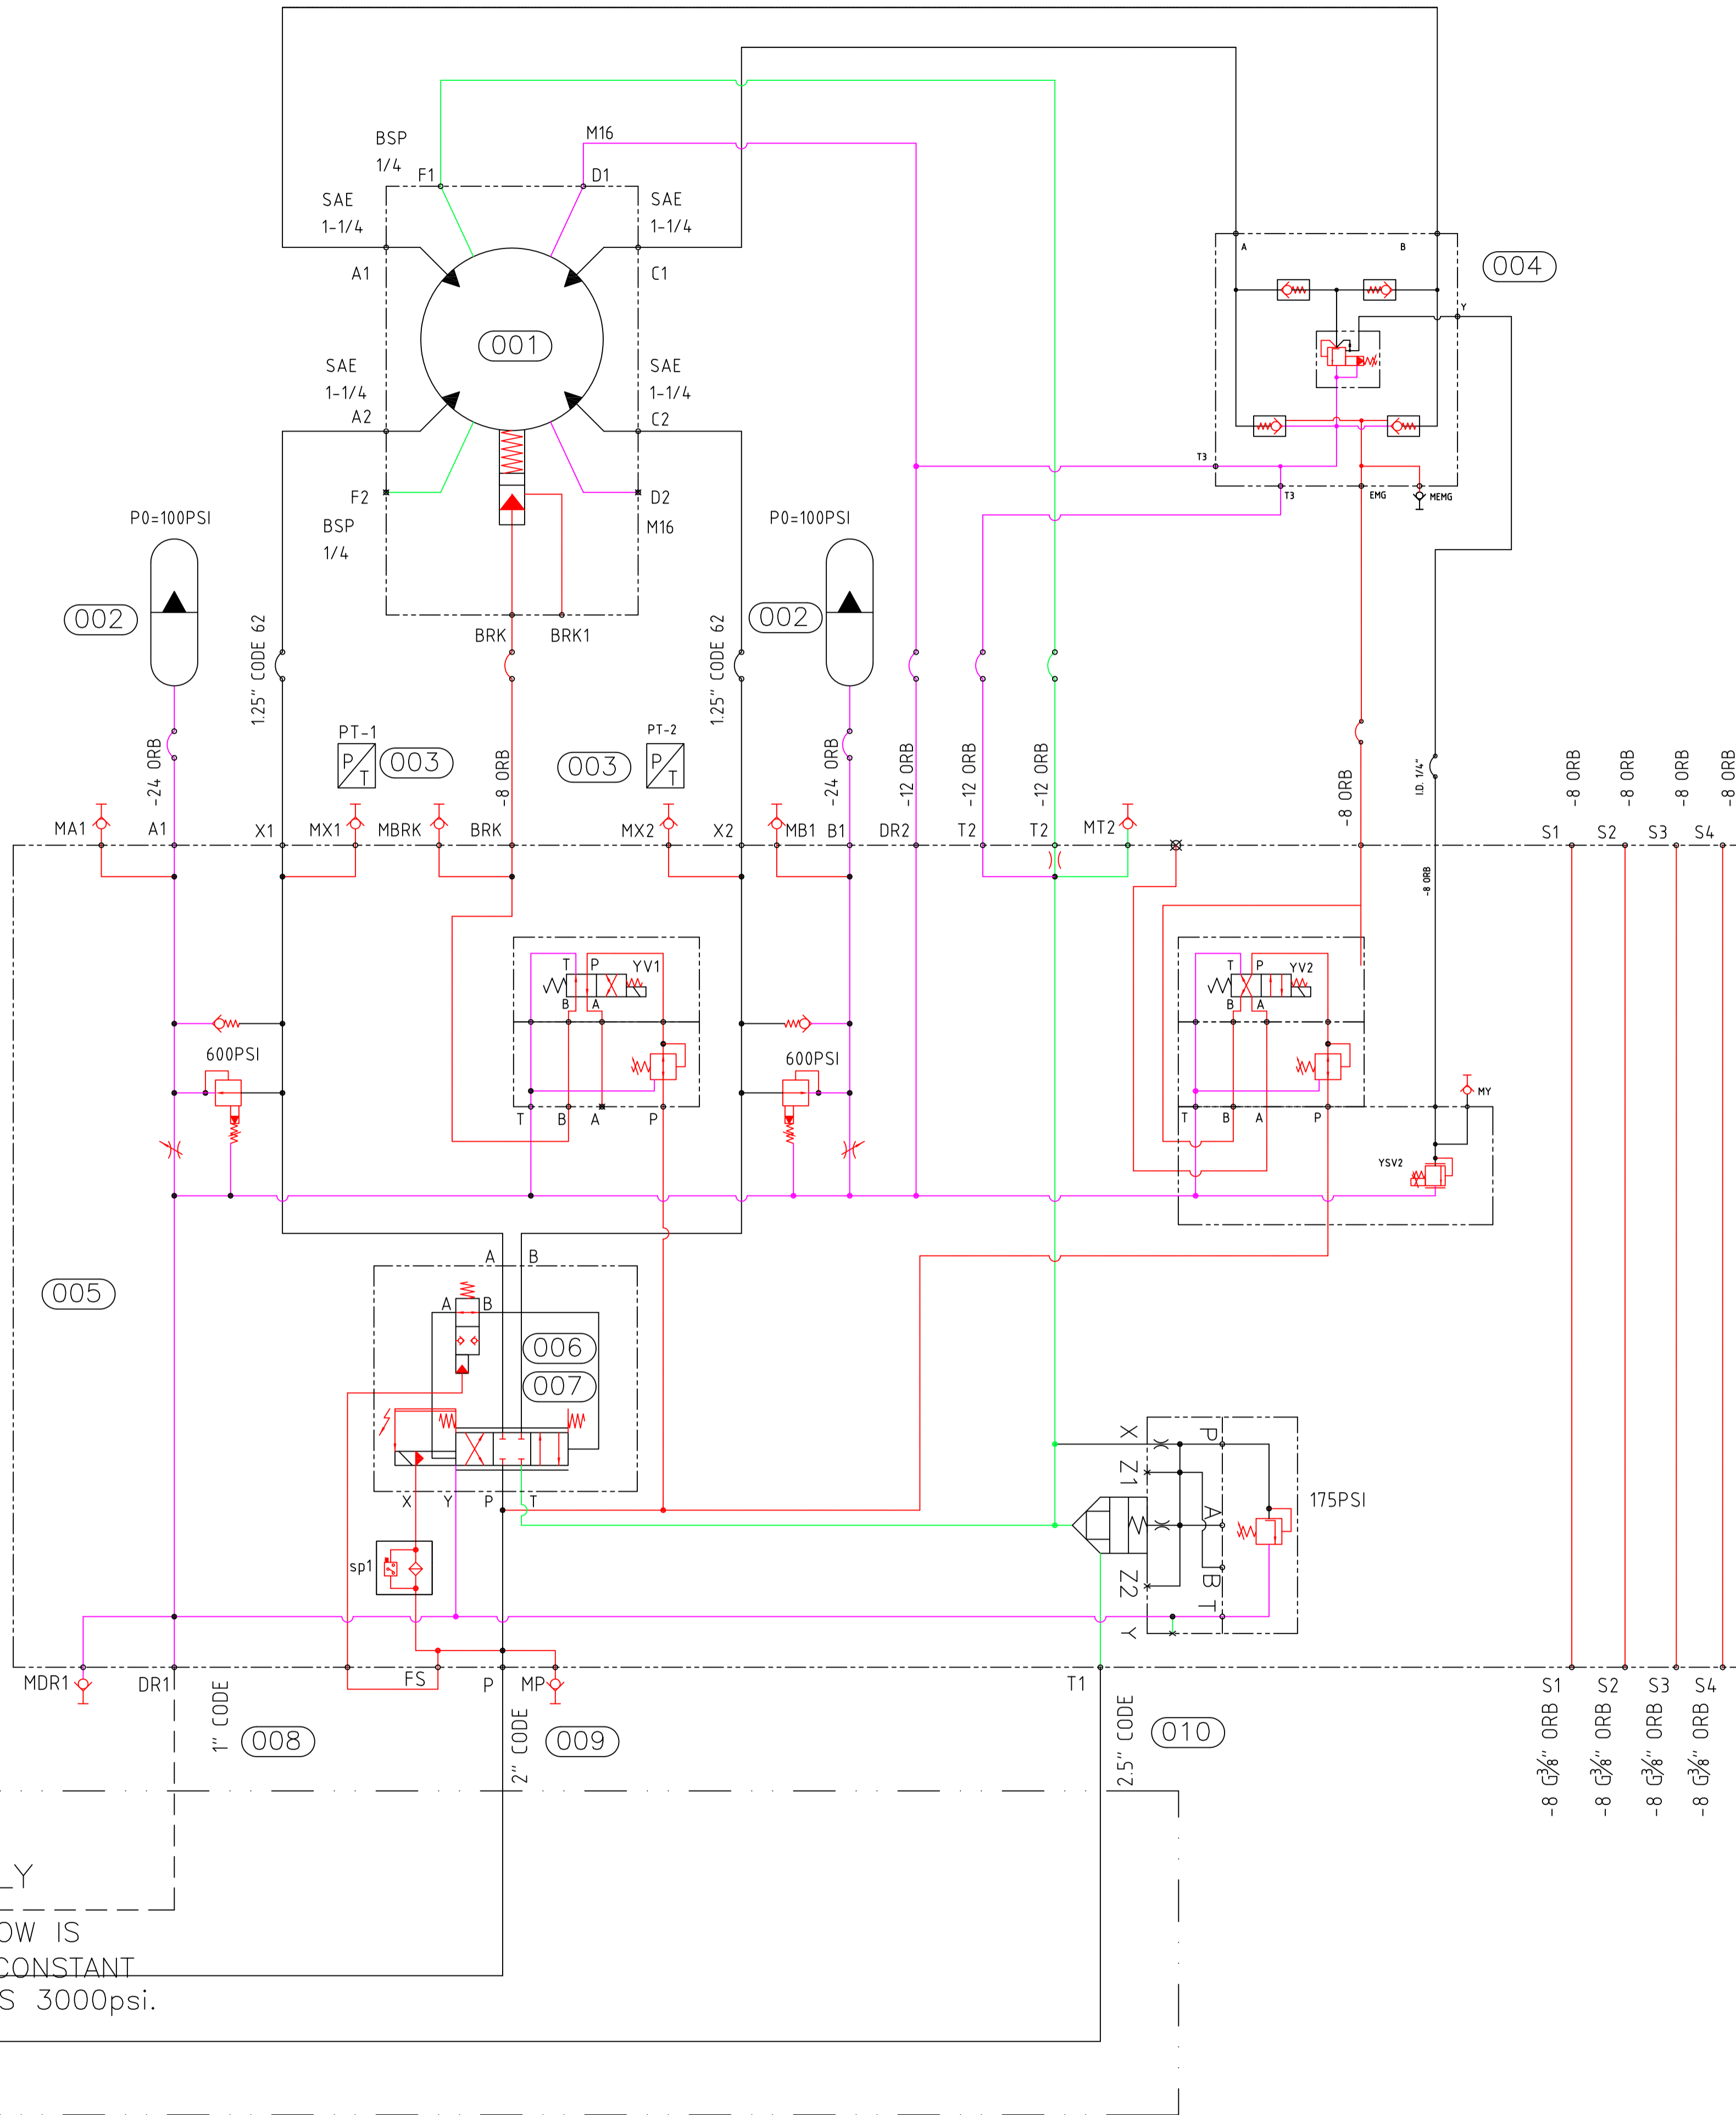 BSP
1/4
F1
M16
D1
SAE
1-1/4
SAE
1-1/4
A1
C1
001
SAE
1-1/4
SAE
1-1/4
A2
C2
F2
D2
BSP
1/4
M16
BRK
BRK1
A
B
004
Y
T3
T3
EMG
MEMG
P0=100PSI
002
P0=100PSI
002
1.25" CODE 62
1.25" CODE 62
PT-1
P/T
003
PT-2
003
P/T
-24 ORB
-8 ORB
-24 ORB
-12 ORB
-12 ORB
-12 ORB
-8 ORB
I.D. 1/4"
-8 ORB
-8 ORB
-8 ORB
-8 ORB
MA1
A1
X1
MX1
MBRK
BRK
MX2
X2
MB1
B1
DR2
T2
T2
MT2
S1
S2
S3
S4
-8 ORB
T
P
YV1
B
A
T
P
YV2
B
A
600PSI
600PSI
T
B
A
P
T
B
A
P
MY
YSV2
A
B
005
A
B
006
007
X
Y
P
T
sp1
X
Z1
Z2
Y
P
A
B
T
175PSI
MDR1
DR1
FS
P
MP
T1
S1
S2
S3
S4
1" CODE
008
2" CODE
009
2.5" CODE
010
-8 G3/8" ORB
-8 G3/8" ORB
-8 G3/8" ORB
-8 G3/8" ORB
LY
OW IS
CONSTANT
S 3000psi.